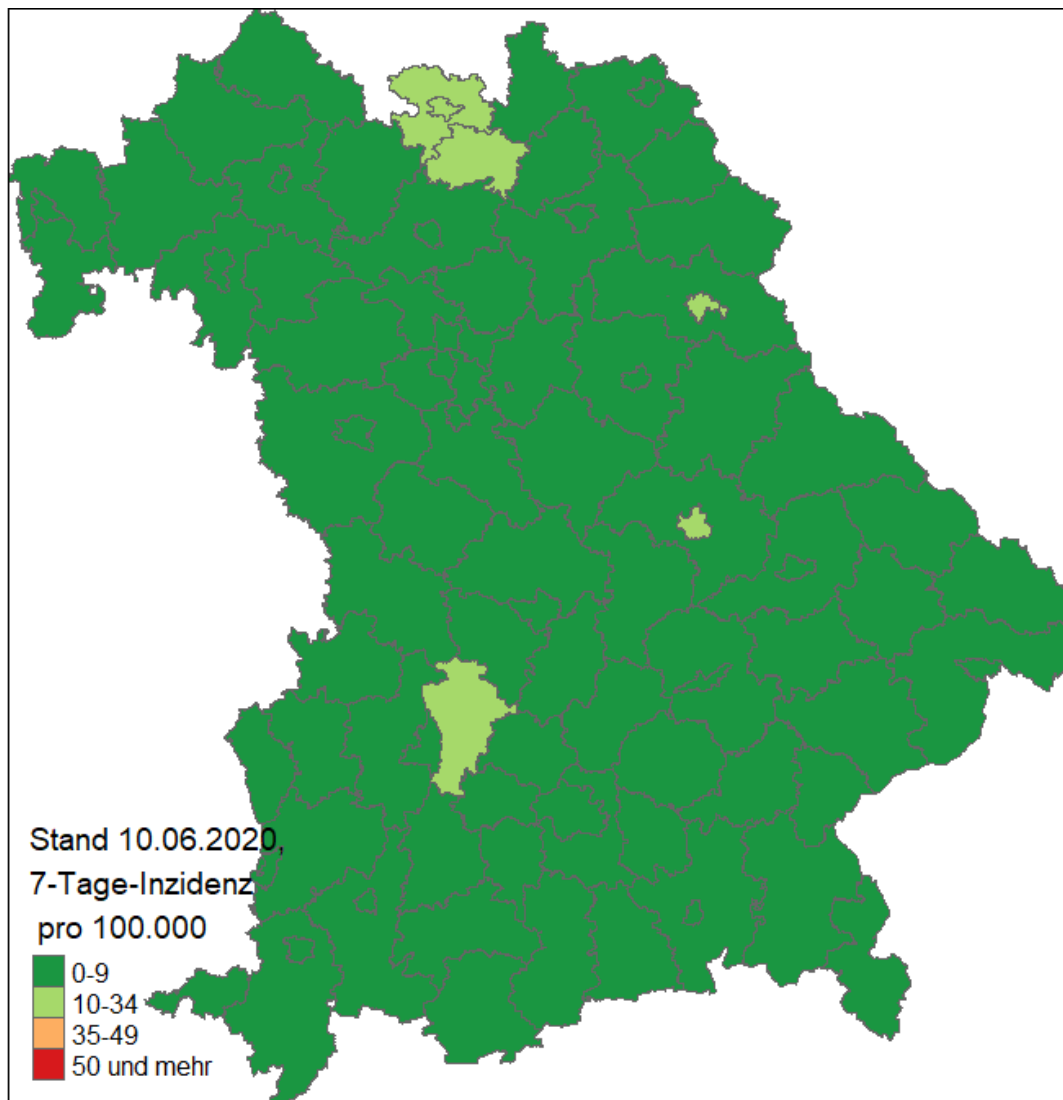 Stand 10.06.2020,
7-Tage-Inzidenz
pro 100.000
0-9
10-34
35-49
50 und mehr